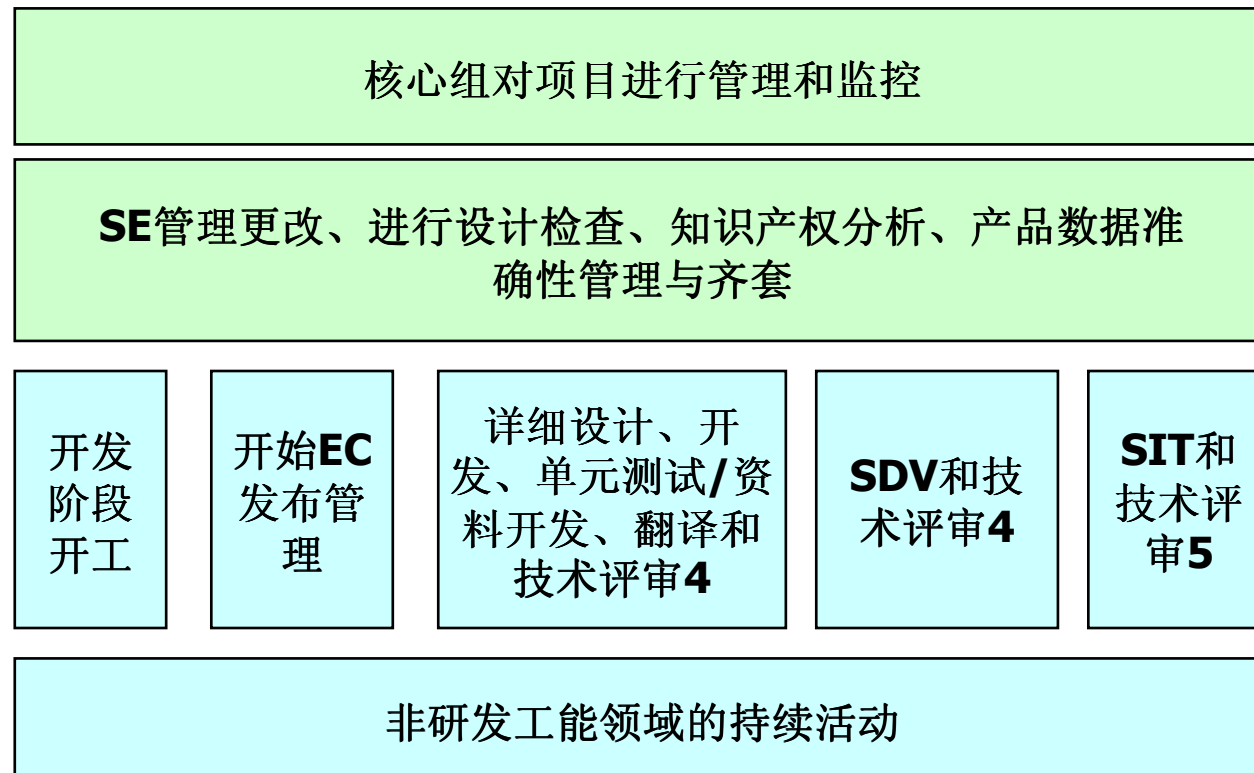 核心组对项目进行管理和监控
SE管理更改、进行设计检查、知识产权分析、产品数据准
确性管理与齐套
开发
阶段
开工
开始EC
发布管
理
详细设计、开
发、单元测试/资
料开发、翻译和
技术评审4
SDV和技
术评审4
SIT和
技术评
审5
非研发工能领域的持续活动